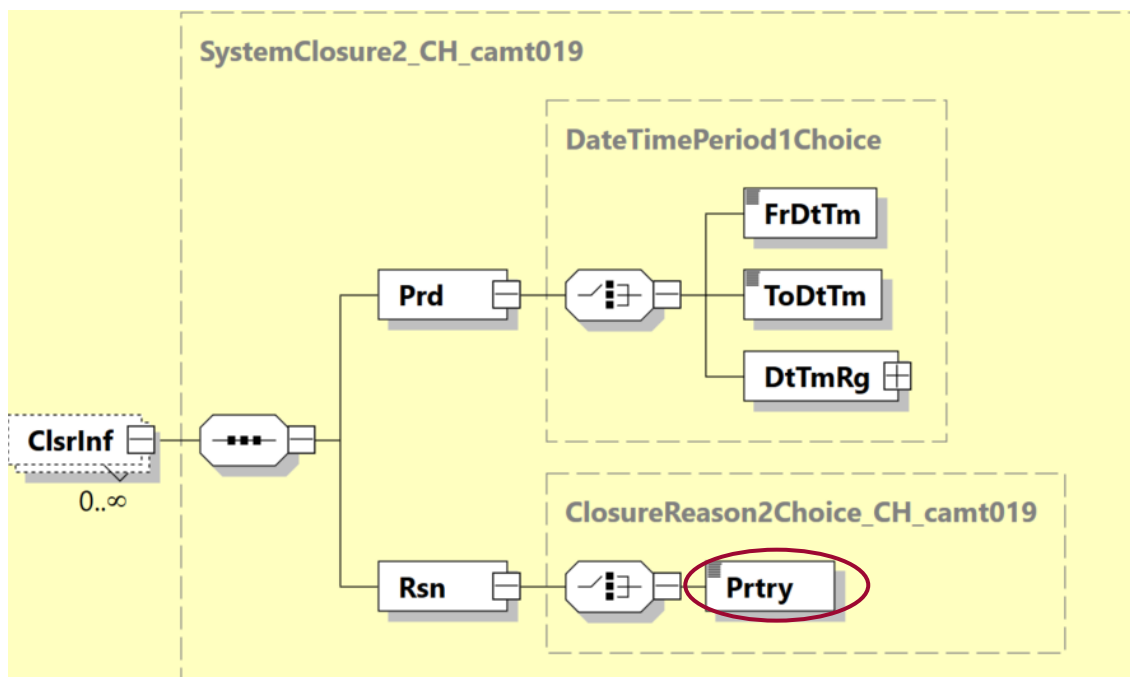 SystemClosure2_CH_camt019
DateTimePeriod1Choice
FrDtTm
Prd
ToDtTm
DtTmRg
ClsrInf
0..∞
ClosureReason2Choice_CH_camt019
Rsn
Prtry